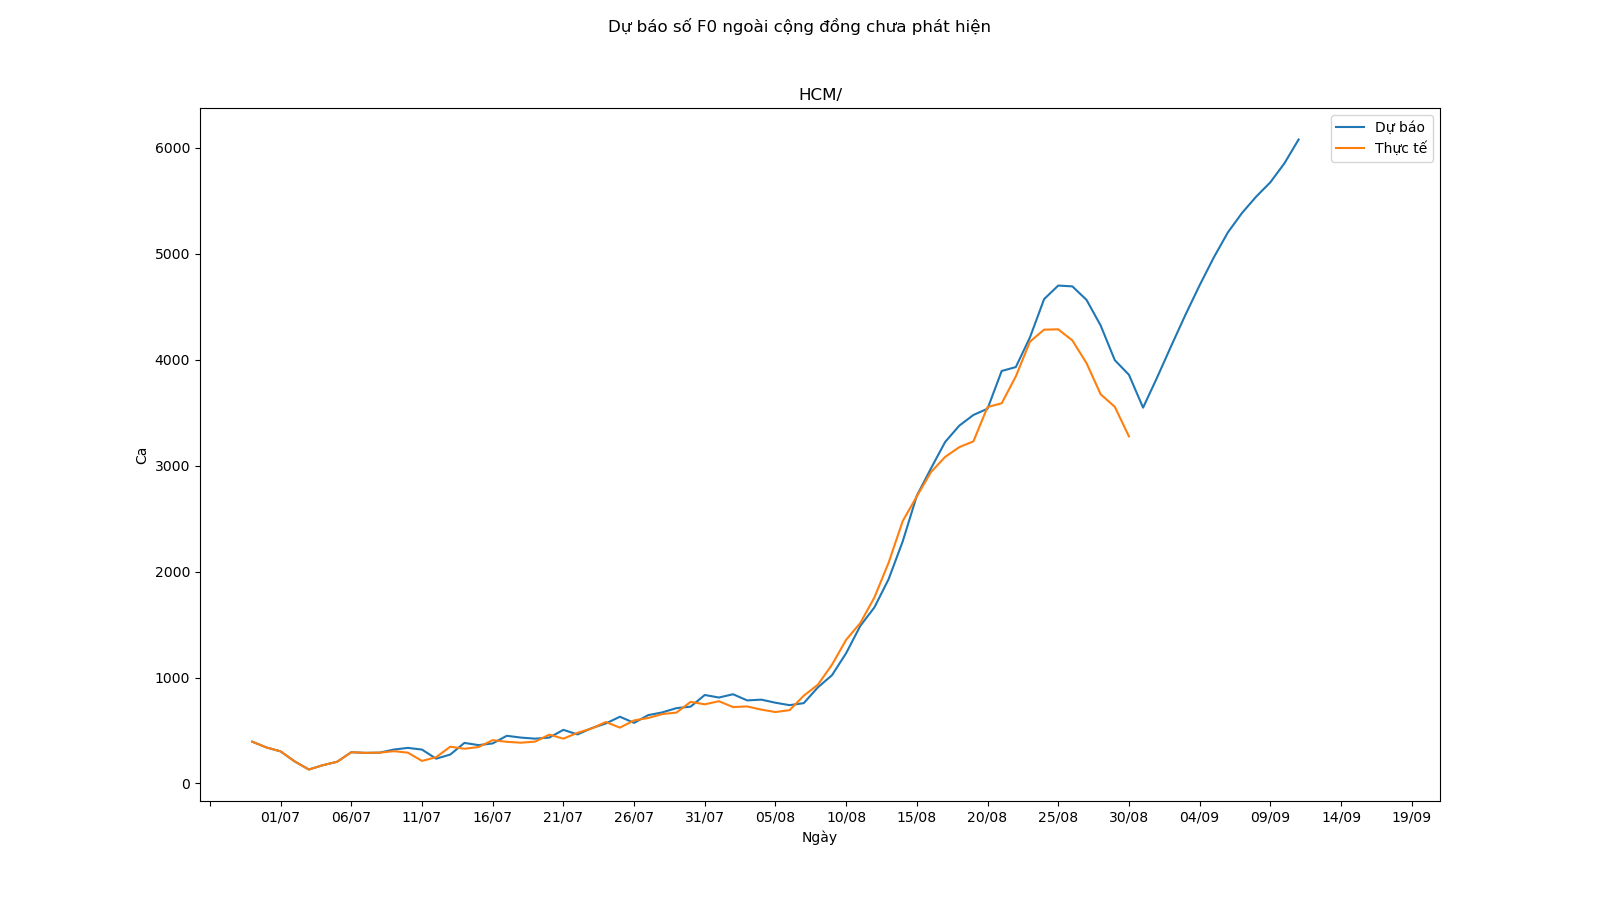 Dự báo số F0 ngoài cộng đồng chưa phát hiện
HCM/
Dự báo
Thực tế
6000
5000
4000
3000
2000
1000
0
Ca
01/07 06/07 11/07 16/07 21/07 26/07 31/07 05/08 10/08 15/08 20/08 25/08 30/08 04/09 09/09 14/09 19/09
Ngày